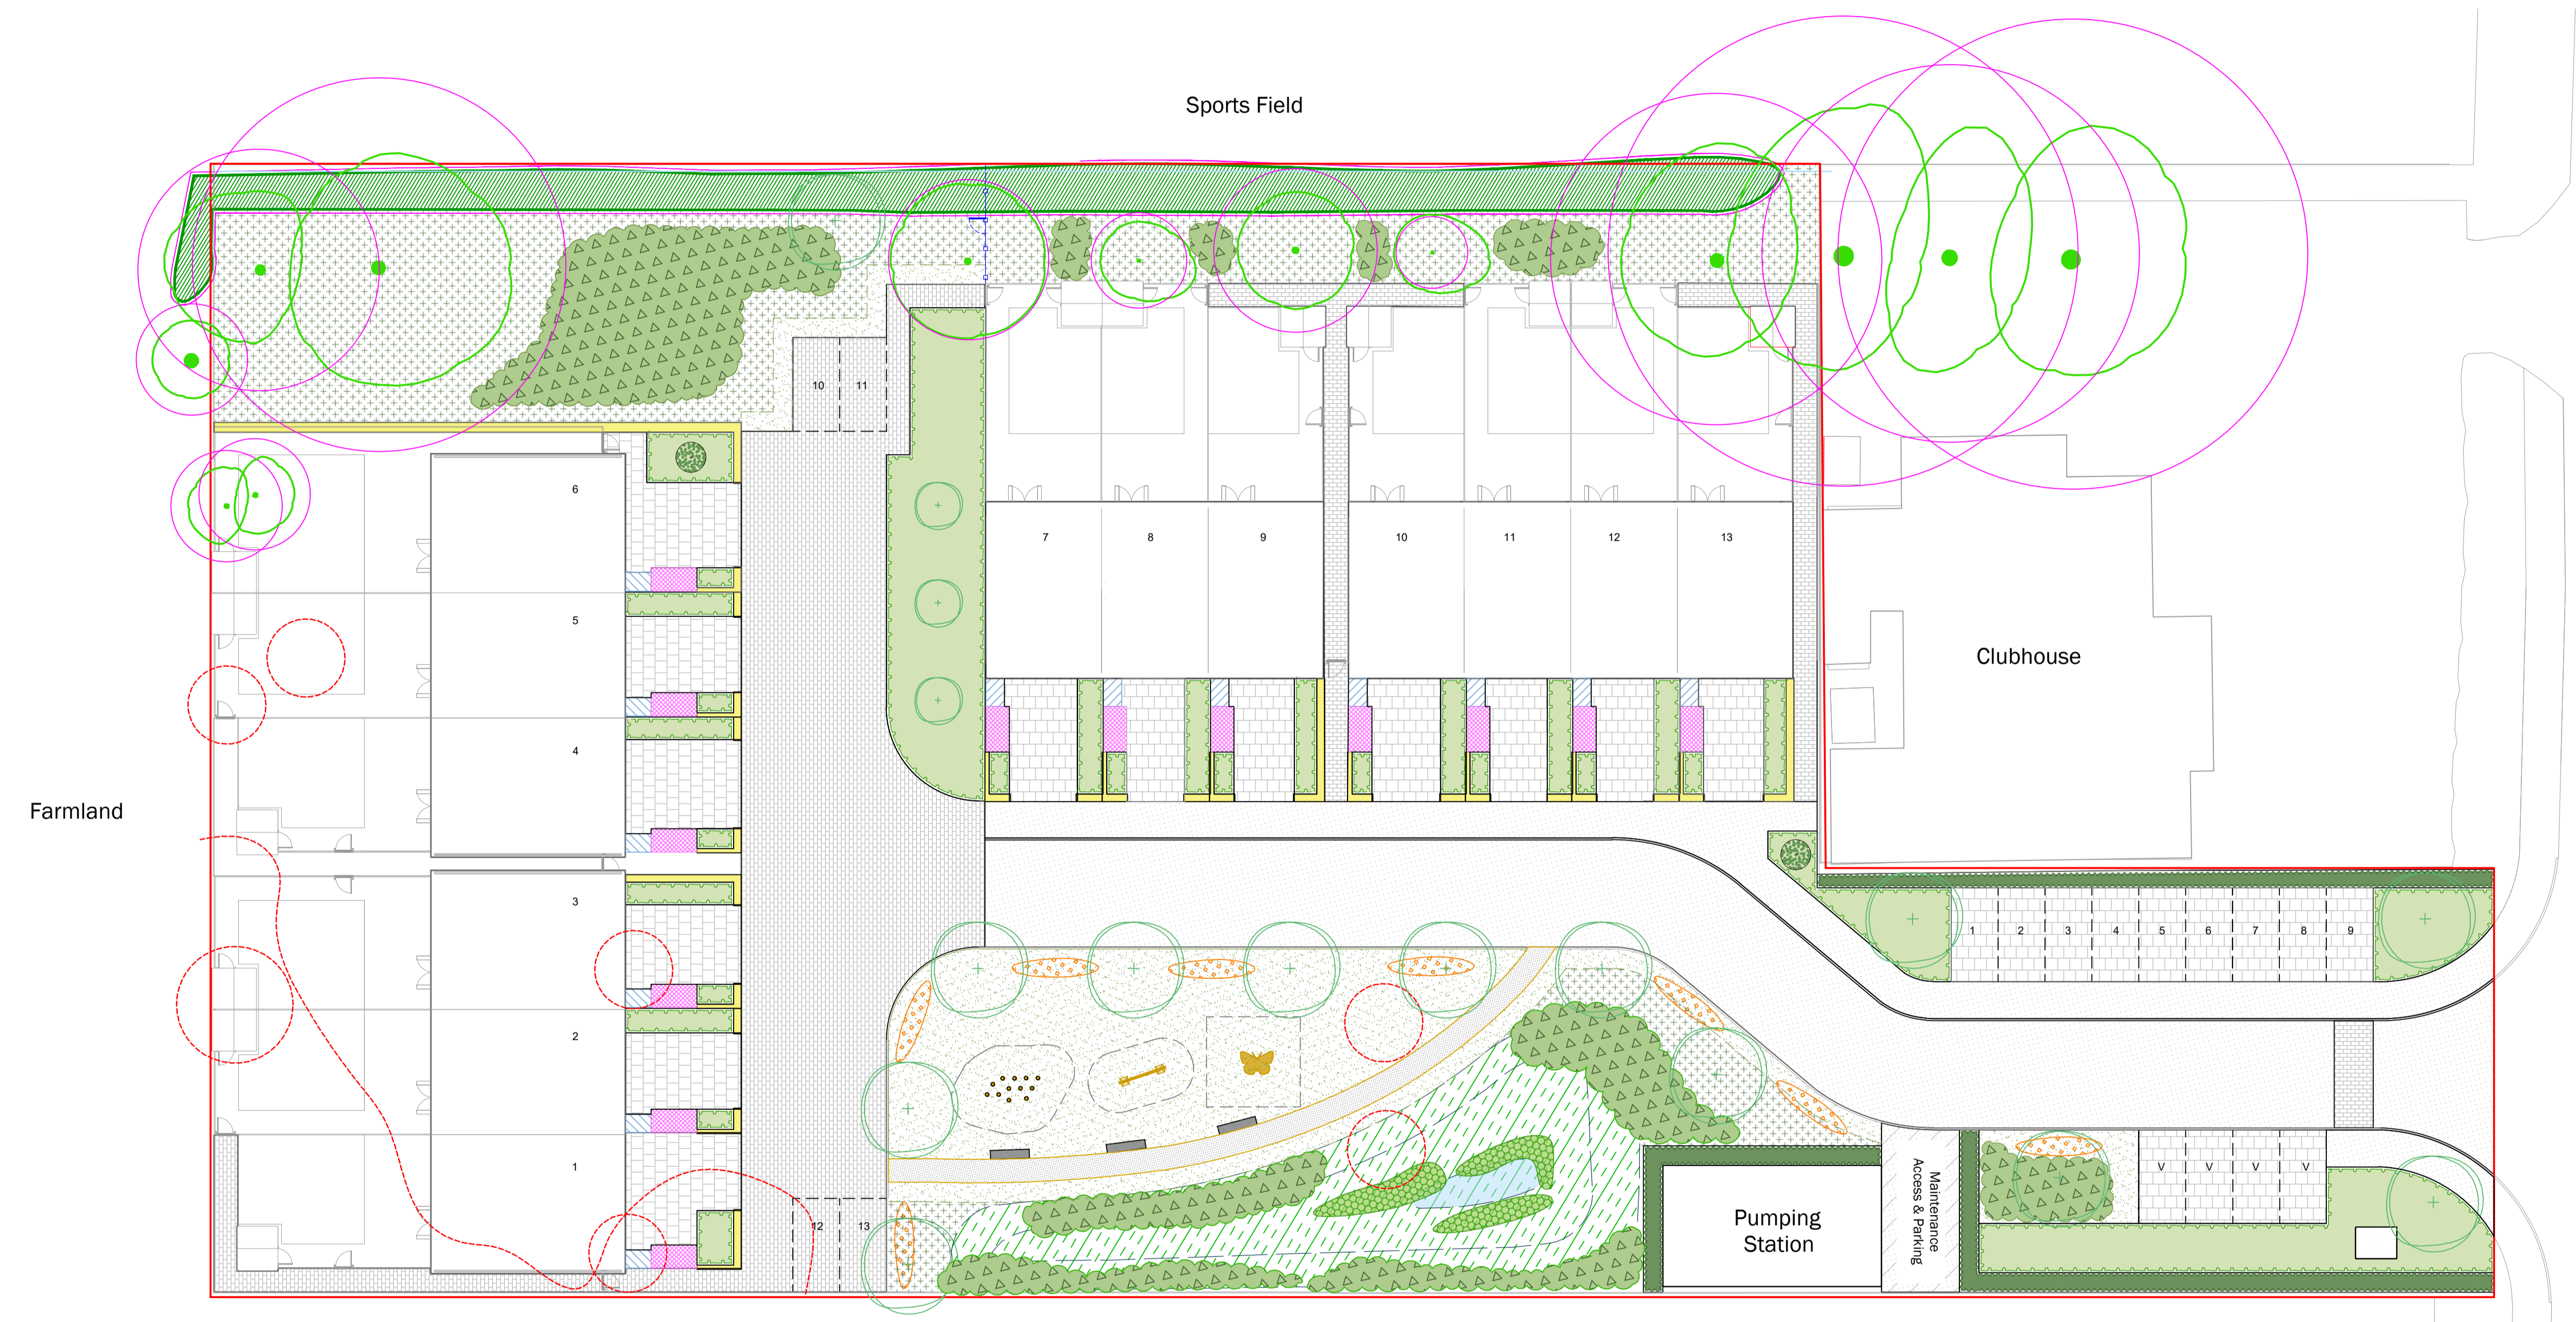 Sports Field
10 11
6
7 8 9 10 11 12 13
5
Clubhouse
4
Farmland
3
1 2 3 4 5 6 7 8 9
2
1
V V V V
12 13
Pumping
Station
Maintenance
Access & Parking